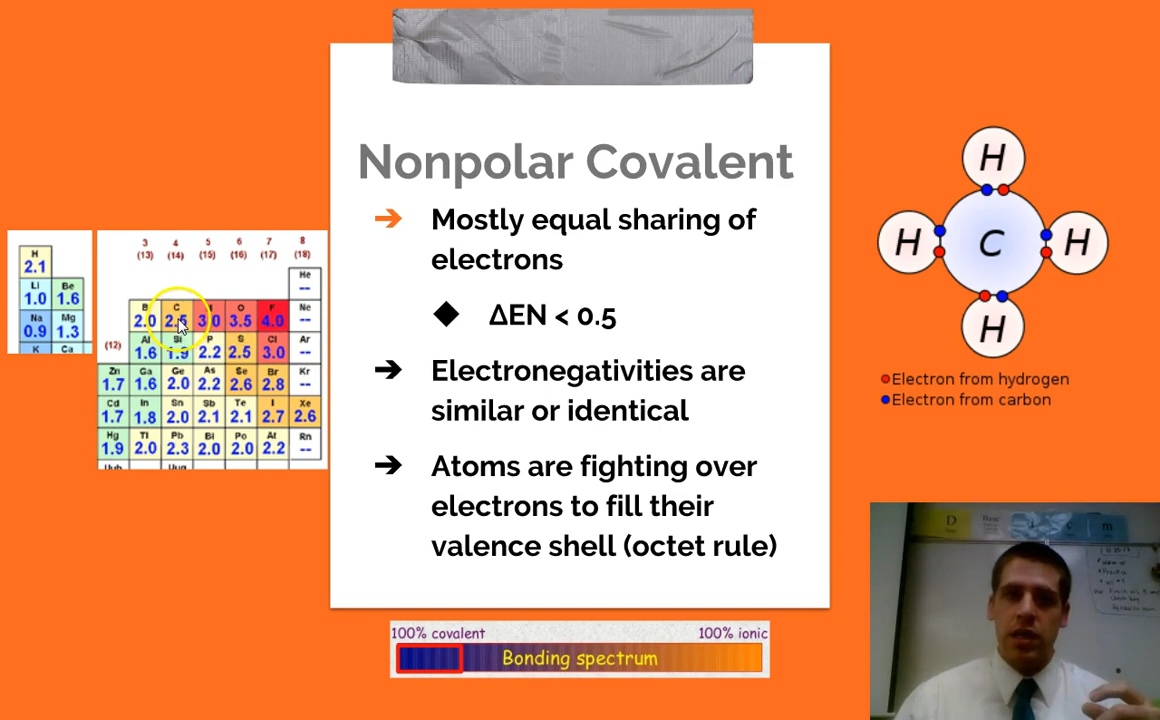 Nonpolar Covalent
➔ Mostly equal sharing of
electrons
◆ ΔEN < 0.5
➔ Electronegativities are
similar or identical
➔ Atoms are fighting over
electrons to fill their
valence shell (octet rule)
H
2.1
Li Be
1.0 1.6
Na Mg
0.9 1.3
K Ca
3 4 5 6 7 8
(13) (14) (15) (16) (17) (18)
He
--
B C O F Ne
2.0 2.5 3.0 3.5 4.0 --
(12)
Al Si P S Cl Ar
1.6 1.9 2.2 2.5 3.0 --
Zn Ga Ge As Se Br Kr
1.7 1.6 2.0 2.2 2.6 2.8 --
Cd In Sn Sb Te I Xe
1.7 1.8 2.0 2.1 2.1 2.7 2.6
Hg Tl Pb Bi Po At Rn
1.9 2.0 2.3 2.0 2.0 2.2 --
Uub Uuq
H
H C H
H
Electron from hydrogen
Electron from carbon
100% covalent 100% ionic
Bonding spectrum
D i c m